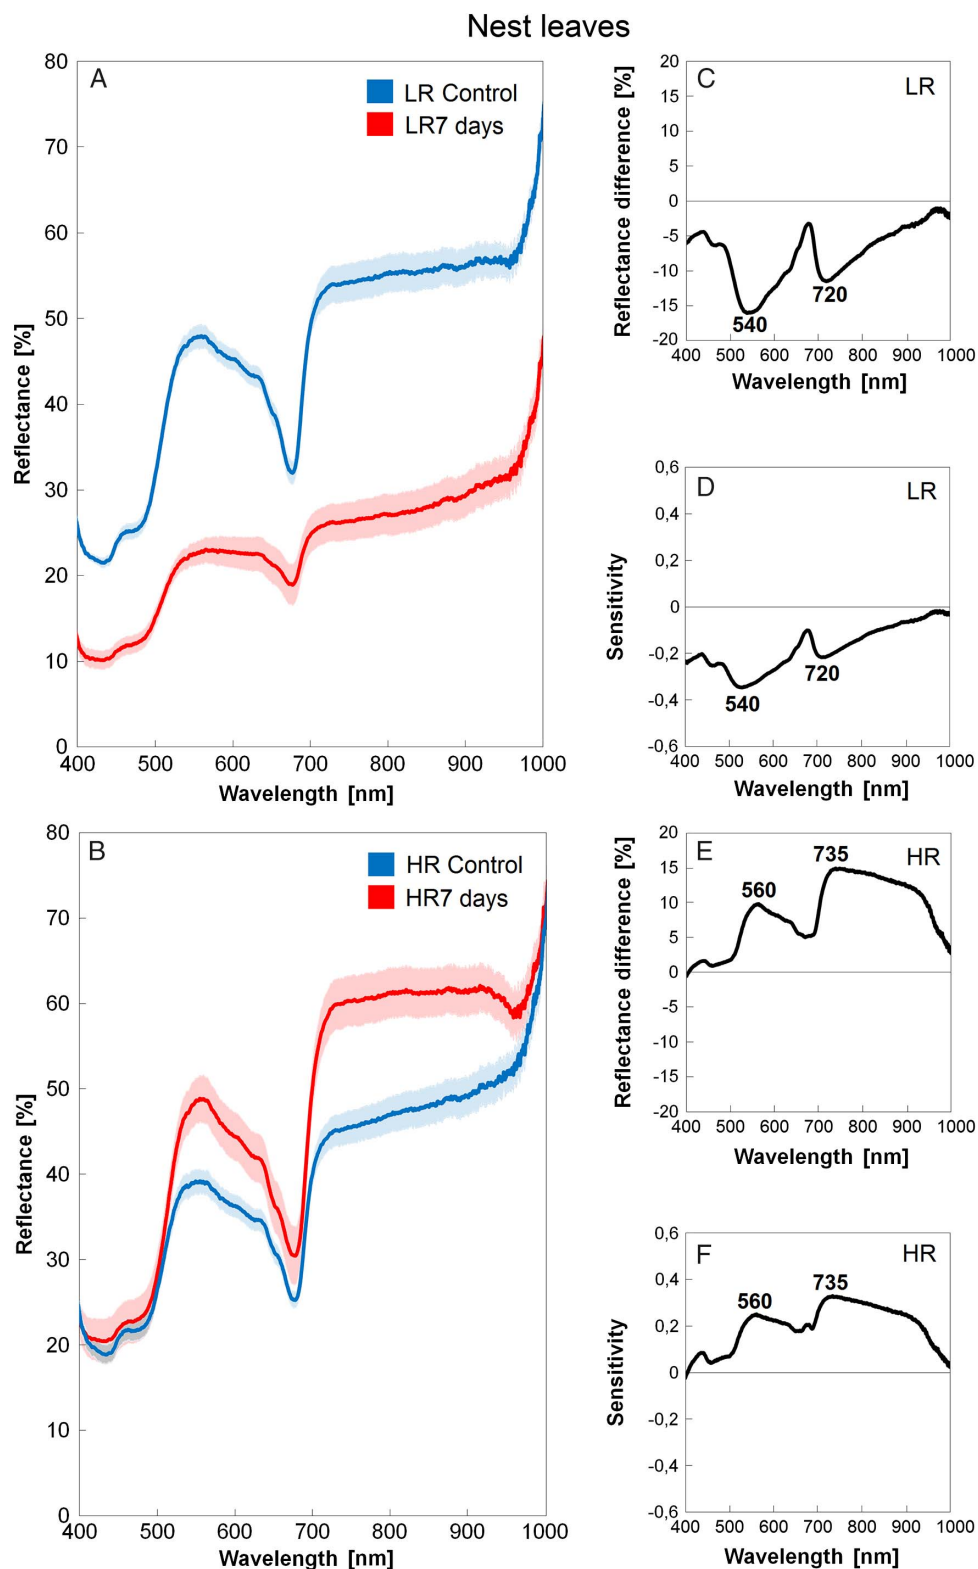 Nest leaves
A
LR Control
LR7 days
Reflectance [%]
80
70
60
50
40
30
20
10
0
400 500 600 700 800 900 1000
Wavelength [nm]
C
LR
Reflectance difference [%]
20
15
10
5
0
-5
-10
-15
-20
540
720
400 500 600 700 800 900 1000
Wavelength [nm]
D
LR
Sensitivity
0,6
0,4
0,2
0
-0,2
-0,4
-0,6
540
720
400 500 600 700 800 900 1000
Wavelength [nm]
B
HR Control
HR7 days
Reflectance [%]
80
70
60
50
40
30
20
10
0
400 500 600 700 800 900 1000
Wavelength [nm]
E
HR
Reflectance difference [%]
20
15
10
5
0
-5
-10
-15
-20
560
735
400 500 600 700 800 900 1000
Wavelength [nm]
F
HR
Sensitivity
0,6
0,4
0,2
0
-0,2
-0,4
-0,6
560
735
400 500 600 700 800 900 1000
Wavelength [nm]